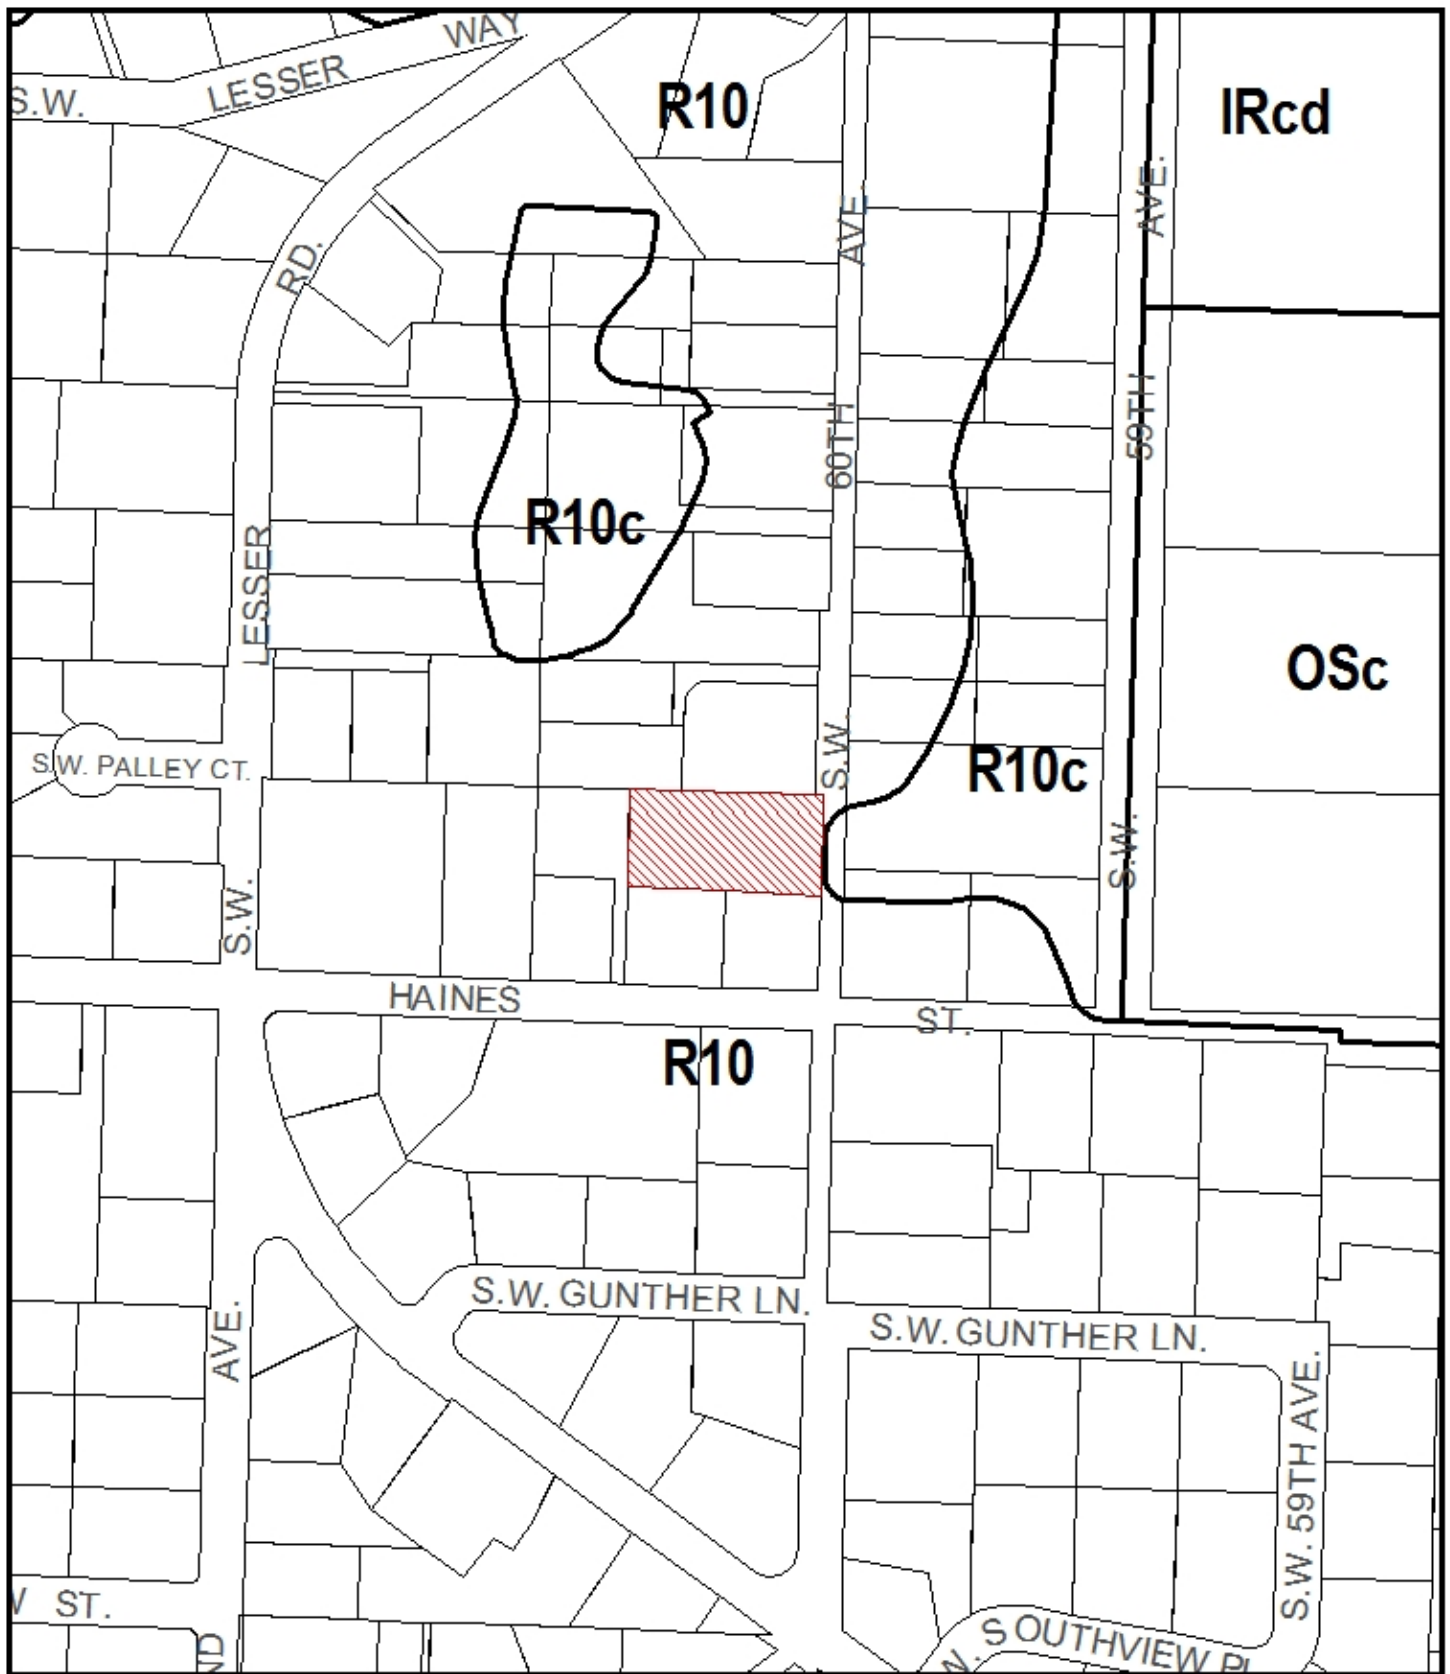 WAY
LESSER
S.W.
R10
IRcd
AVE.
AVE.
RD.
59TH
60TH
R10c
LESSER
OSc
S.W.
S.W. PALLEY CT.
R10c
S.W.
S.W.
HAINES
ST.
R10
S.W. GUNTHER LN.
S.W. GUNTHER LN.
AVE.
S.W. 59TH AVE.
ST.
SOUTHVIEW PL
W.
ND